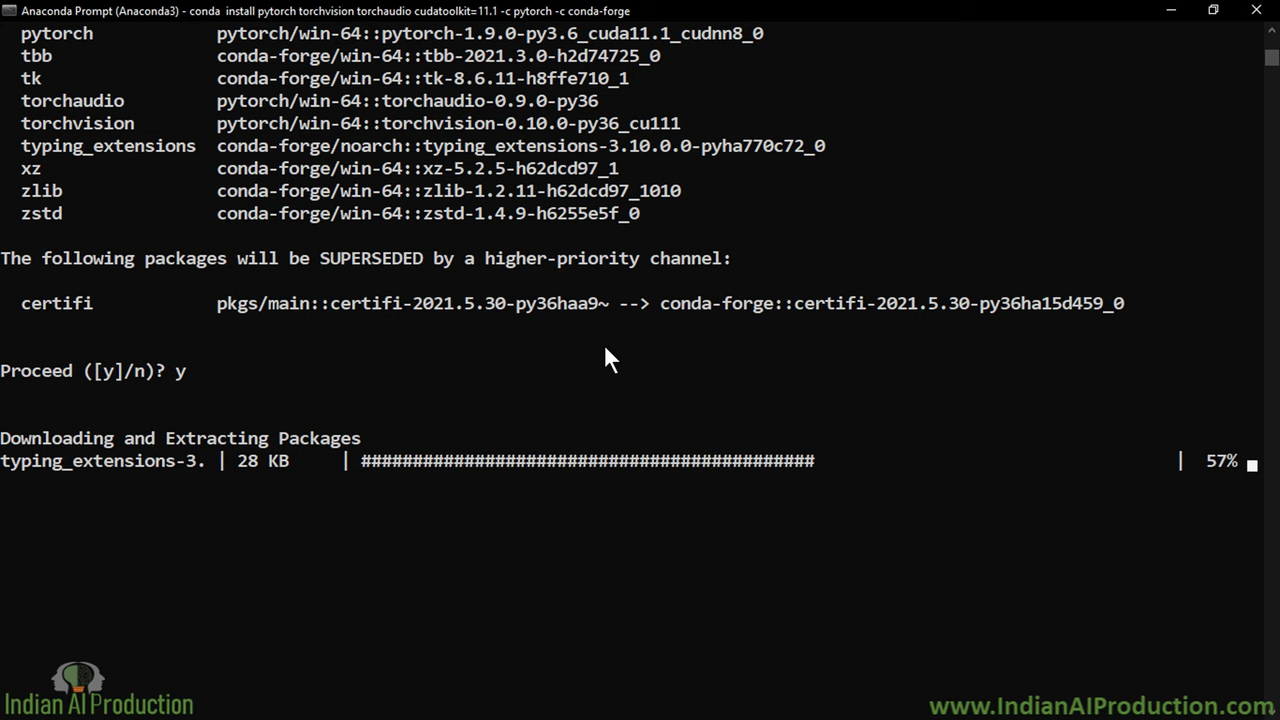 Anaconda Prompt (Anaconda3) - conda  install pytorch torchvision torchaudio cudatoolkit=11.1 -c pytorch -c conda-forge
pytorch            pytorch/win-64::pytorch-1.9.0-py3.6_cuda11.1_cudnn8_0
tbb                conda-forge/win-64::tbb-2021.3.0-h2d74725_0
tk                 conda-forge/win-64::tk-8.6.11-h8ffe710_1
torchaudio         pytorch/win-64::torchaudio-0.9.0-py36
torchvision        pytorch/win-64::torchvision-0.10.0-py36_cu111
typing_extensions  conda-forge/noarch::typing_extensions-3.10.0.0-pyha770c72_0
xz                 conda-forge/win-64::xz-5.2.5-h62dcd97_1
zlib               conda-forge/win-64::zlib-1.2.11-h62dcd97_1010
zstd               conda-forge/win-64::zstd-1.4.9-h6255e5f_0
The following packages will be SUPERSEDED by a higher-priority channel:
certifi            pkgs/main::certifi-2021.5.30-py36haa9~ --> conda-forge::certifi-2021.5.30-py36ha15d459_0
Proceed ([y]/n)? y
Downloading and Extracting Packages
typing_extensions-3. | 28 KB     | ############################################ | 57%
Indian AI Production
www.IndianAIProduction.com